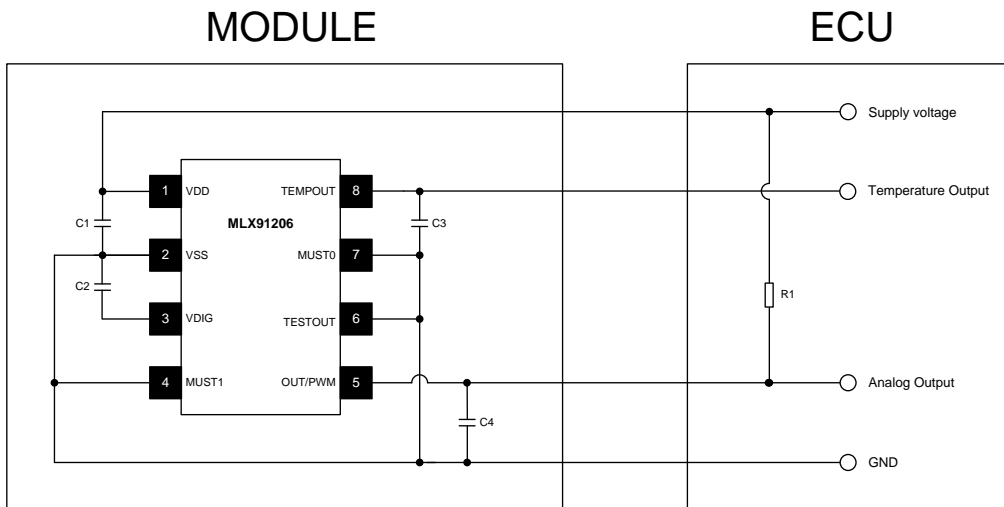 MODULE
ECU
Supply voltage
1 VDD
TEMPOUT 8
Temperature Output
C1
MLX91206
C3
2 VSS
MUST0 7
C2
R1
3 VDIG
TESTOUT 6
4 MUST1
OUT/PWM 5
Analog Output
C4
GND